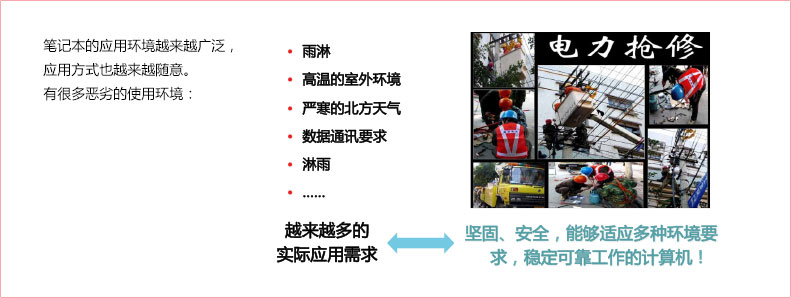 笔记本的应用环境越来越广泛，
应用方式也越来越随意。
有很多恶劣的使用环境：
• 雨淋
• 高温的室外环境
• 严寒的北方天气
• 数据通讯要求
• 淋雨
• ......
电力抢修
越来越多的
实际应用需求
坚固、安全，能够适应多种环境要
求，稳定可靠工作的计算机！